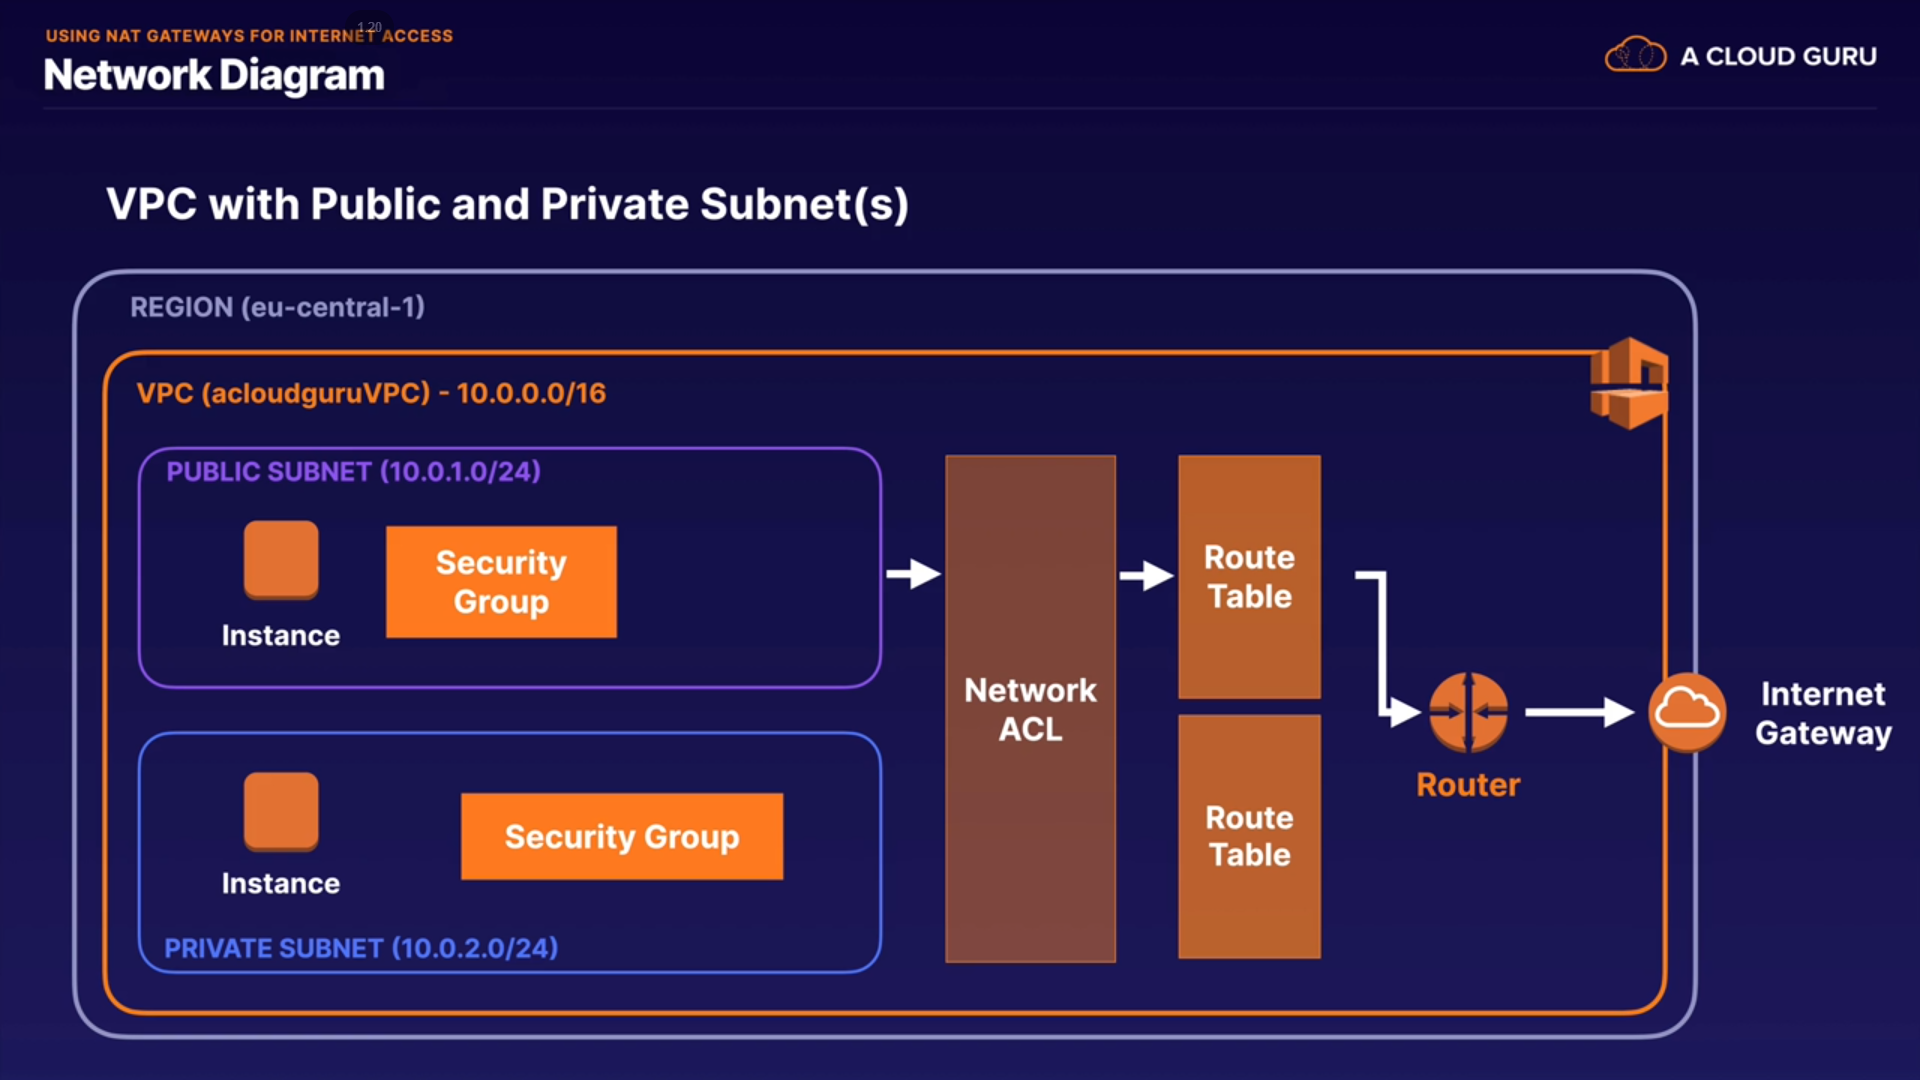 USING NAT GATEWAYS FOR INTERNET ACCESS
1.20
Network Diagram
A CLOUD GURU
VPC with Public and Private Subnet(s)
REGION (eu-central-1)
VPC (acloudguruVPC) - 10.0.0.0/16
PUBLIC SUBNET (10.0.1.0/24)
Instance
Security
Group
Network
ACL
Route
Table
Router
Internet
Gateway
Instance
Security Group
PRIVATE SUBNET (10.0.2.0/24)
Route
Table